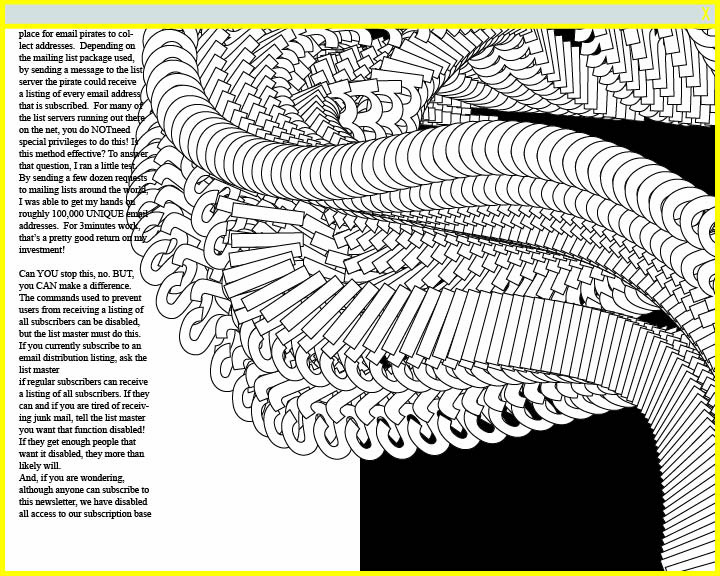 X
place for email pirates to col-
lect addresses. Depending on
the mailing list package used,
by sending a message to the list
server the pirate could receive
a listing of every email address
that is subscribed. For many of
the list servers running out there
on the net, you do NOTneed
special privileges to do this! Is
this method effective? To answer
that question, I ran a little test.
By sending a few dozen requests
to mailing lists around the world,
I was able to get my hands on
roughly 100,000 UNIQUE email
addresses. For 3minutes work,
that's a pretty good return on my
investment!
Can YOU stop this, no. BUT,
you CAN make a difference.
The commands used to prevent
users from receiving a listing of
all subscribers can be disabled,
but the list master must do this.
If you currently subscribe to an
email distribution listing, ask the
list master
if regular subscribers can receive
a listing of all subscribers. If they
can and if you are tired of receiv-
ing junk mail, tell the list master
you want that function disabled!
If they get enough people that
want it disabled, they more than
likely will.
And, if you are wondering,
although anyone can subscribe to
this newsletter, we have disabled
all access to our subscription base